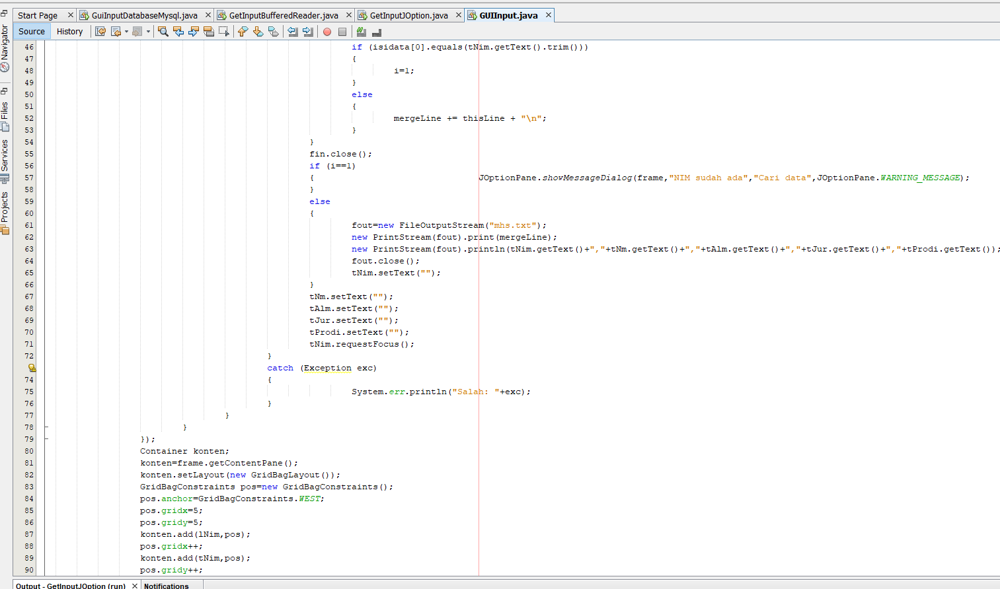 Start Page
GuiInputDatabaseMysql.java
GetInputBufferedReader.java
GetInputJOption.java
GUIInput.java
Source
History
Navigator
Files
Services
Projects
46 if (isidata[0].equals(tNim.getText().trim()))
47 {
48 i=1;
49 }
50 else
51 {
52 mergeLine += thisLine + "\n";
53 }
54 }
55 fin.close();
56 if (i==1)
57 { JOptionPane.showMessageDialog(frame,"NIM sudah ada","Cari data",JOptionPane.WARNING_MESSAGE);
58 }
59 else
60 {
61 fout=new FileOutputStream("mhs.txt");
62 new PrintStream(fout).print(mergeLine);
63 new PrintStream(fout).println(tNim.getText()+","+tNm.getText()+","+tAlm.getText()+","+tJur.getText()+","+tProdi.getText());
64 fout.close();
65 tNim.setText("");
66 }
67 tNm.setText("");
68 tAlm.setText("");
69 tJur.setText("");
70 tProdi.setText("");
71 tNim.requestFocus();
72 }
catch (Exception exc)
74 {
75 System.err.println("Salah: "+exc);
76 }
77 }
78 }
79 });
80 Container konten;
81 konten=frame.getContentPane();
82 konten.setLayout(new GridBagLayout());
83 GridBagConstraints pos=new GridBagConstraints();
84 pos.anchor=GridBagConstraints.WEST;
85 pos.gridx=5;
86 pos.gridy=5;
87 konten.add(lNim,pos);
88 pos.gridx++;
89 konten.add(tNim,pos);
90 pos.gridy++;
Output - GetInputJOption (run)
Notifications